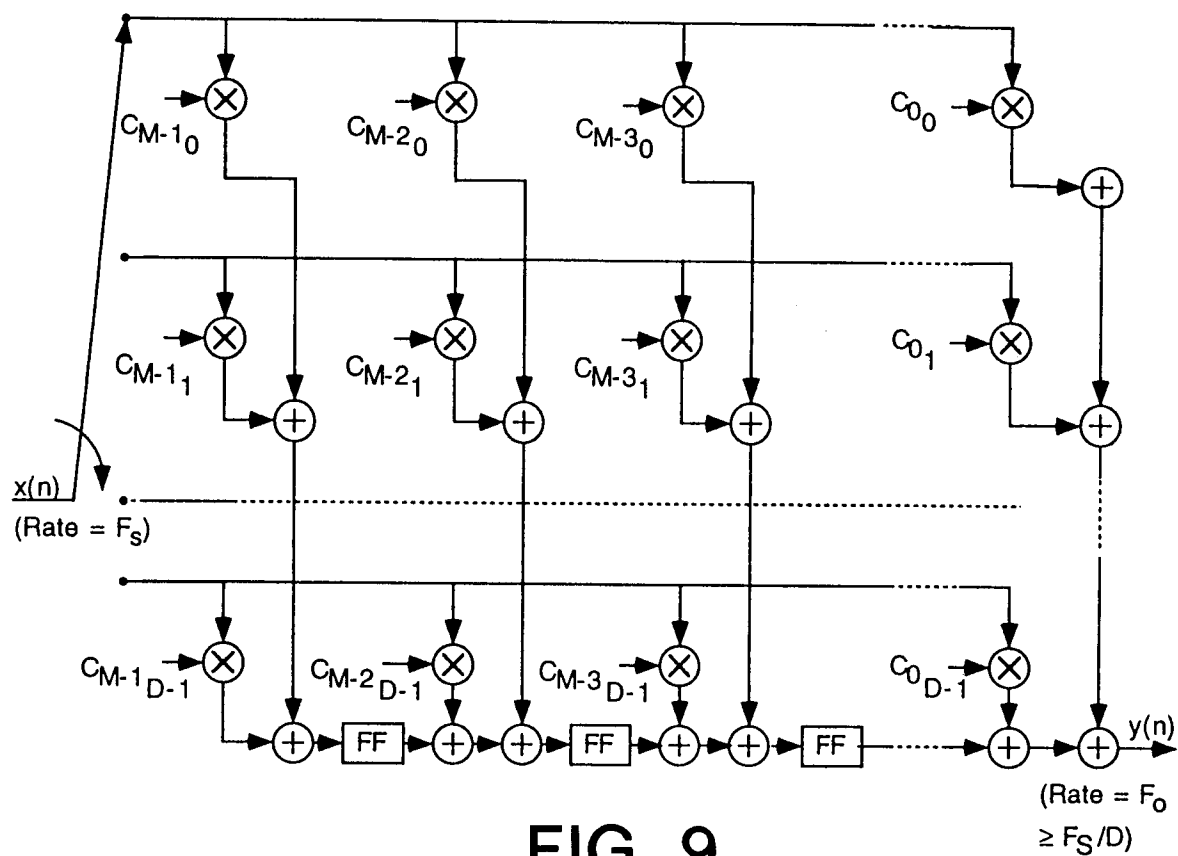 C_{M-1_0}
C_{M-2_0}
C_{M-3_0}
C_{0_0}
C_{M-1_1}
C_{M-2_1}
C_{M-3_1}
C_{0_1}
x(n)
(Rate = F_S)
C_{M-1_{D-1}}
C_{M-2_{D-1}}
C_{M-3_{D-1}}
C_{0_{D-1}}
FF
FF
FF
y(n)
(Rate = F_o
≥ F_S/D)
FIG. 9